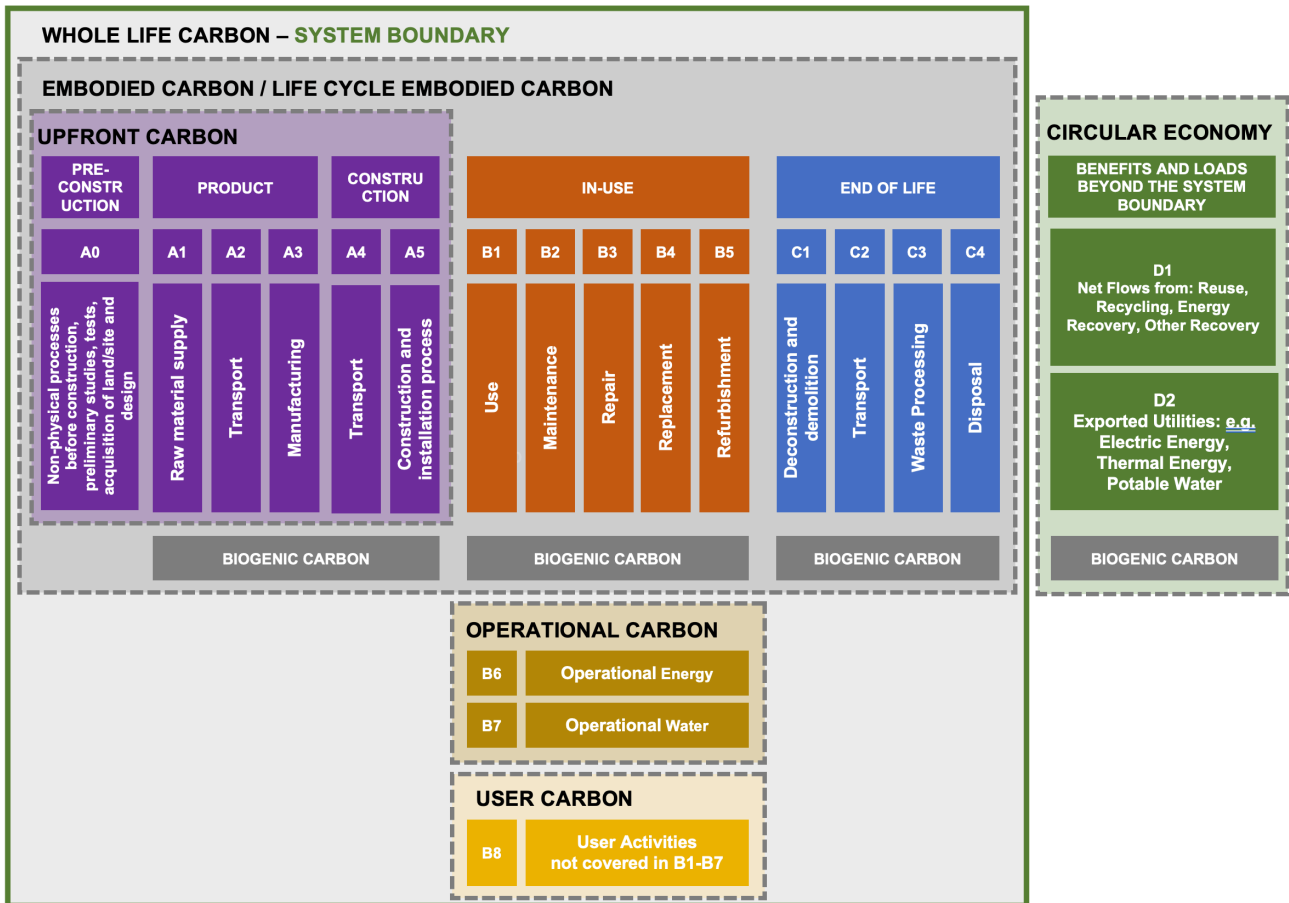 WHOLE LIFE CARBON – SYSTEM BOUNDARY
EMBODIED CARBON / LIFE CYCLE EMBODIED CARBON
UPFRONT CARBON
PRE-
CONSTR
UCTION
PRODUCT
CONSTRU
CTION
IN-USE
END OF LIFE
A0
A1
A2
A3
A4
A5
B1
B2
B3
B4
B5
C1
C2
C3
C4
Non-physical processes
before construction,
preliminary studies, tests,
acquisition of land/site and
design
Raw material supply
Transport
Manufacturing
Transport
Construction and
installation process
Use
Maintenance
Repair
Replacement
Refurbishment
Deconstruction and
demolition
Transport
Waste Processing
Disposal
BIOGENIC CARBON
BIOGENIC CARBON
BIOGENIC CARBON
OPERATIONAL CARBON
B6
Operational Energy
B7
Operational Water
USER CARBON
B8
User Activities
not covered in B1-B7
CIRCULAR ECONOMY
BENEFITS AND LOADS
BEYOND THE SYSTEM
BOUNDARY
D1
Net Flows from: Reuse,
Recycling, Energy
Recovery, Other Recovery
D2
Exported Utilities: e.g.
Electric Energy,
Thermal Energy,
Potable Water
BIOGENIC CARBON